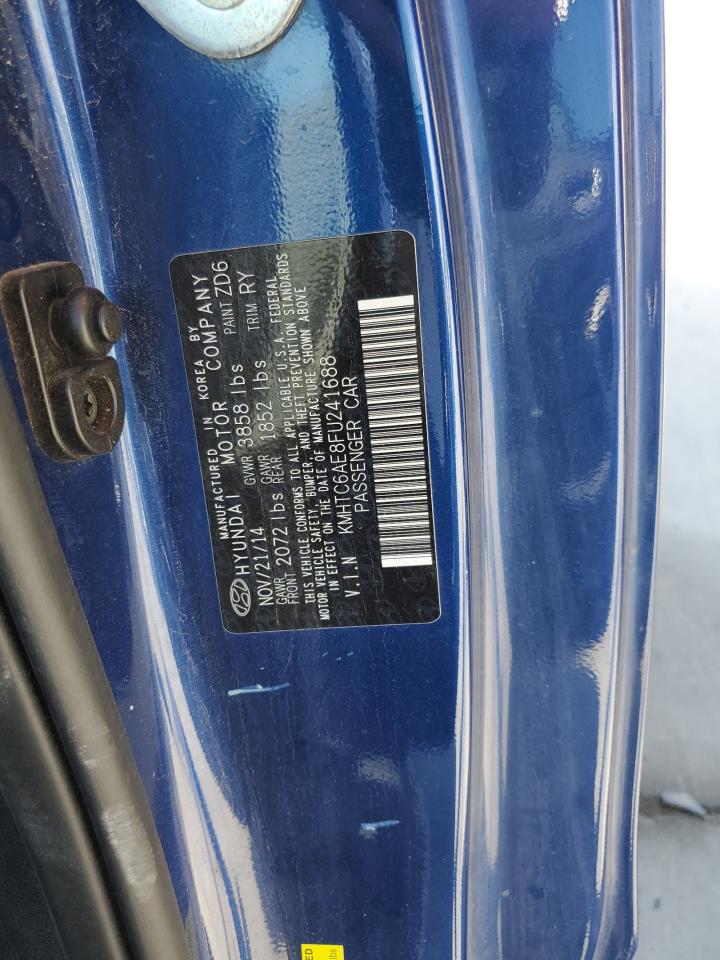 MANUFACTURED IN KOREA BY
HYUNDAI MOTOR COMPANY
NOV/21/14 GVWR 3858 lbs PAINT ZD6
GAWR FRONT 2072 lbs GAWR REAR 1852 lbs TRIM RY
THIS VEHICLE CONFORMS TO ALL APPLICABLE U.S.A. FEDERAL
MOTOR VEHICLE SAFETY, BUMPER, AND THEFT PREVENTION STANDARDS
IN EFFECT ON THE DATE OF MANUFACTURE SHOWN ABOVE
V.I.N KMHTC6AE8FU241688
PASSENGER CAR
ED
lbs